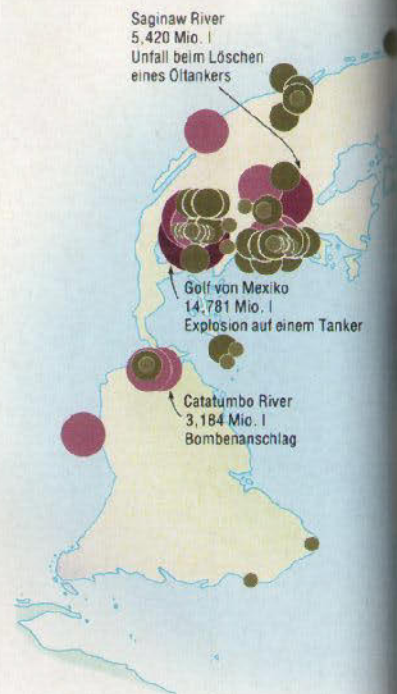 Saginaw River
5,420 Mio. l
Unfall beim Löschen
eines Öltankers
Golf von Mexiko
14,781 Mio. l
Explosion auf einem Tanker
Catatumbo River
3,184 Mio. l
Bombenanschlag